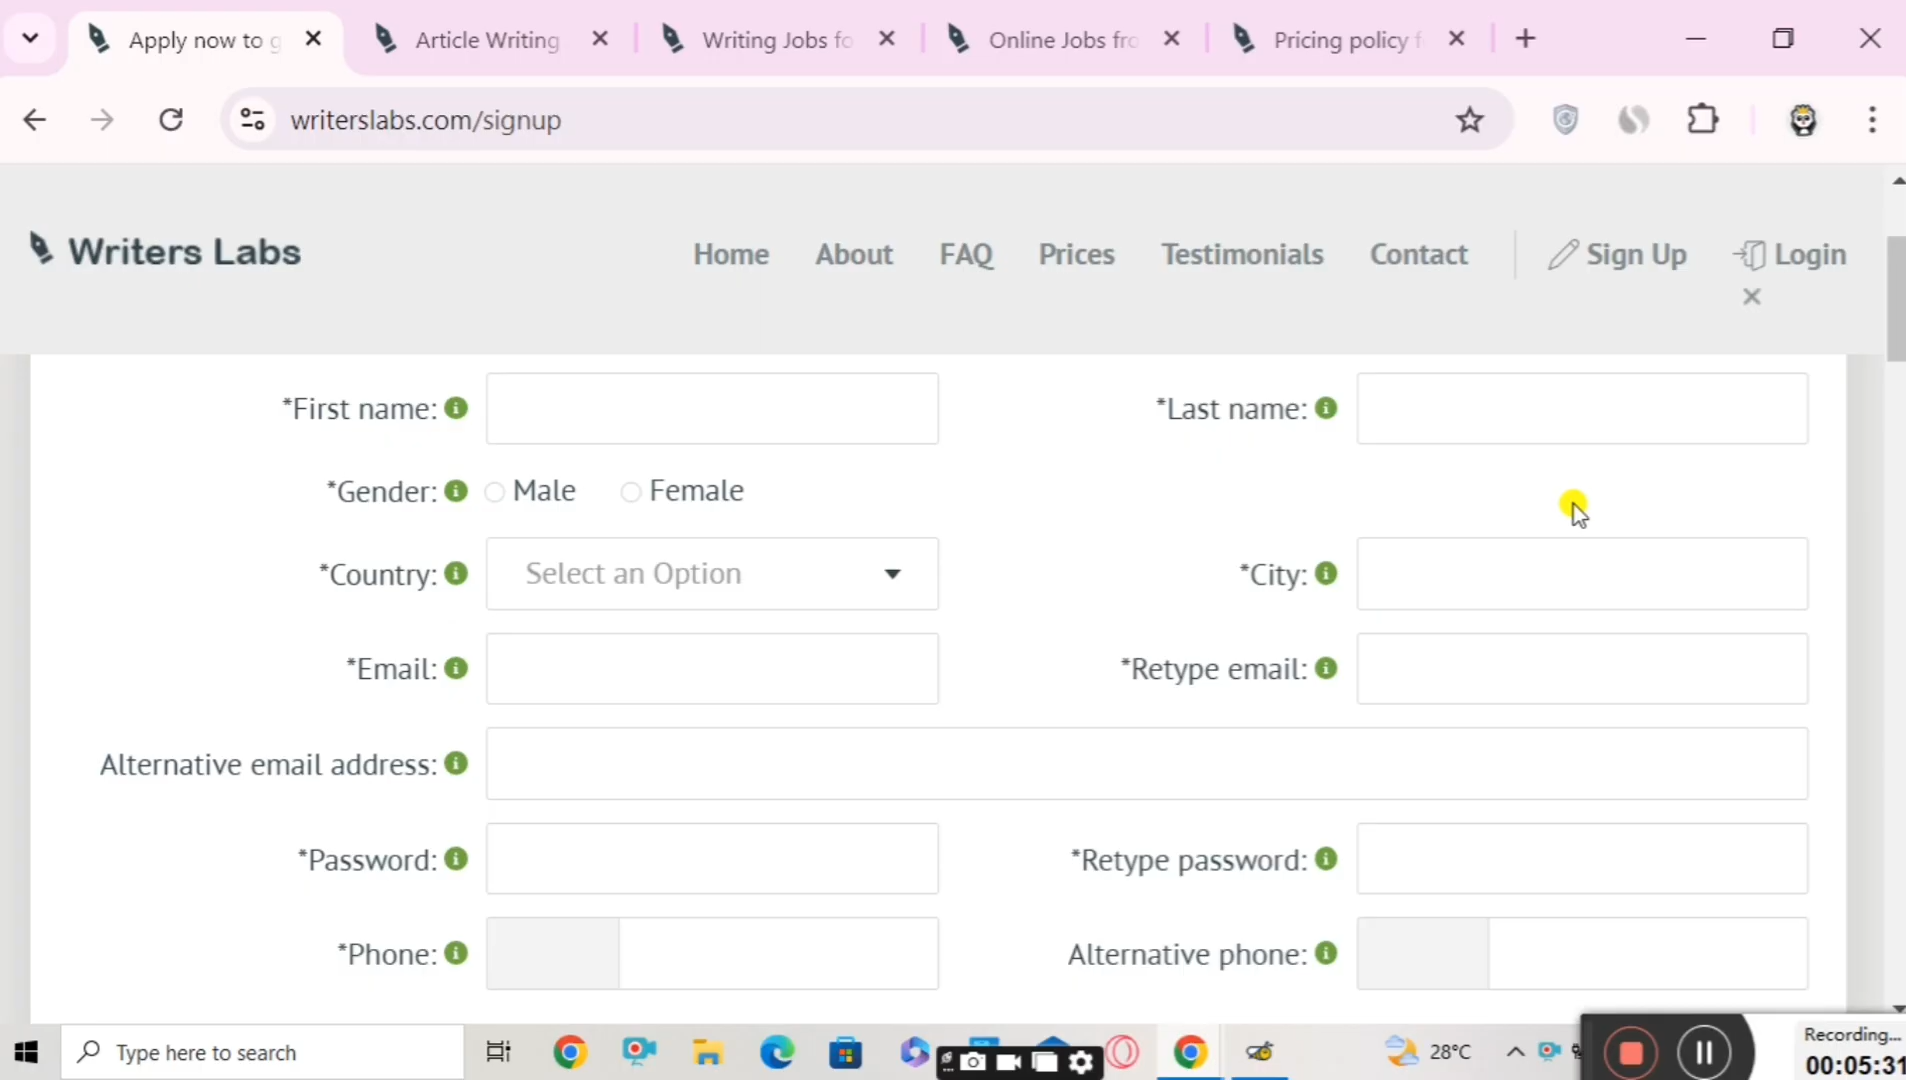 Apply now to g
Article Writing
Writing Jobs fo
Online Jobs fro
Pricing policy f
writerslabs.com/signup
Writers Labs
Home
About
FAQ
Prices
Testimonials
Contact
Sign Up
Login
*First name:
*Last name:
*Gender:
Male
Female
*Country:
Select an Option
*City:
*Email:
*Retype email:
Alternative email address:
*Password:
*Retype password:
*Phone:
Alternative phone:
Type here to search
28°C
Recording...
00:05:31